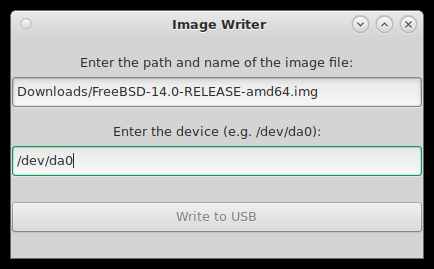 Image Writer
Enter the path and name of the image file:
Downloads/FreeBSD-14.0-RELEASE-amd64.img
Enter the device (e.g. /dev/da0):
/dev/da0
Write to USB